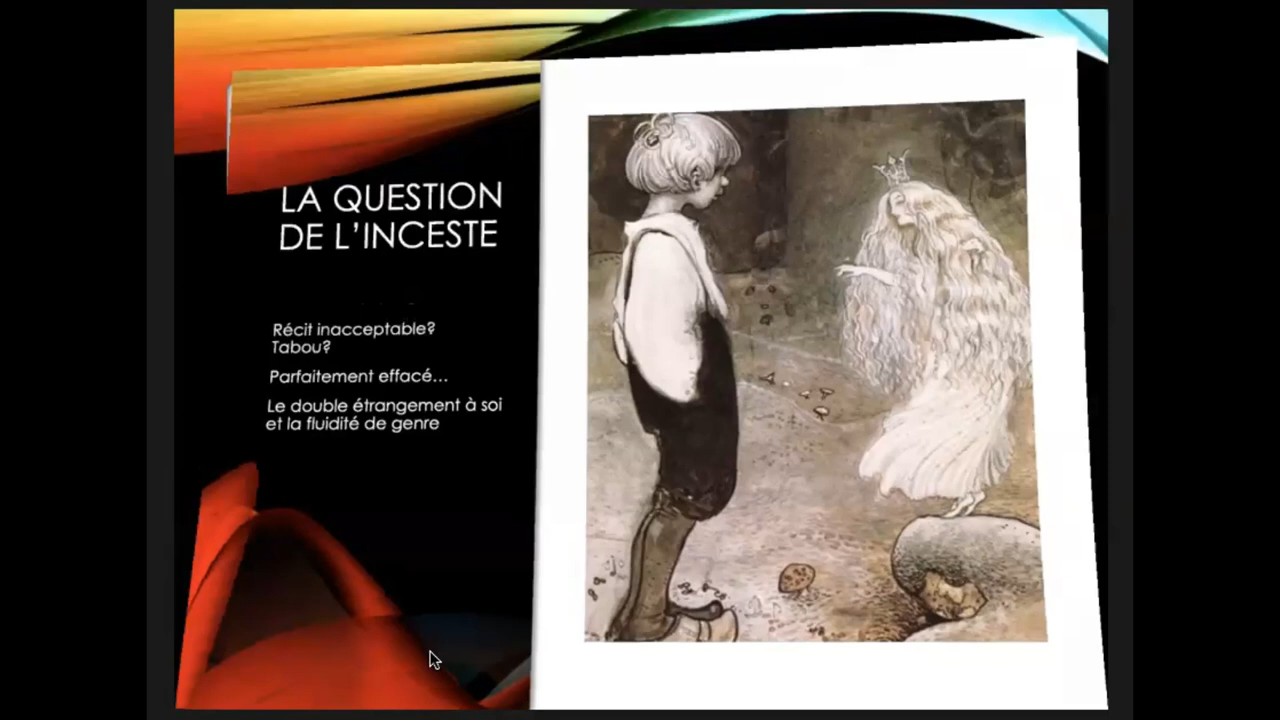 LA QUESTION
DE L'INCESTE
Récit inacceptable?
Tabou?
Parfaitement effacé...
Le double étrangement à soi
et la fluidité de genre